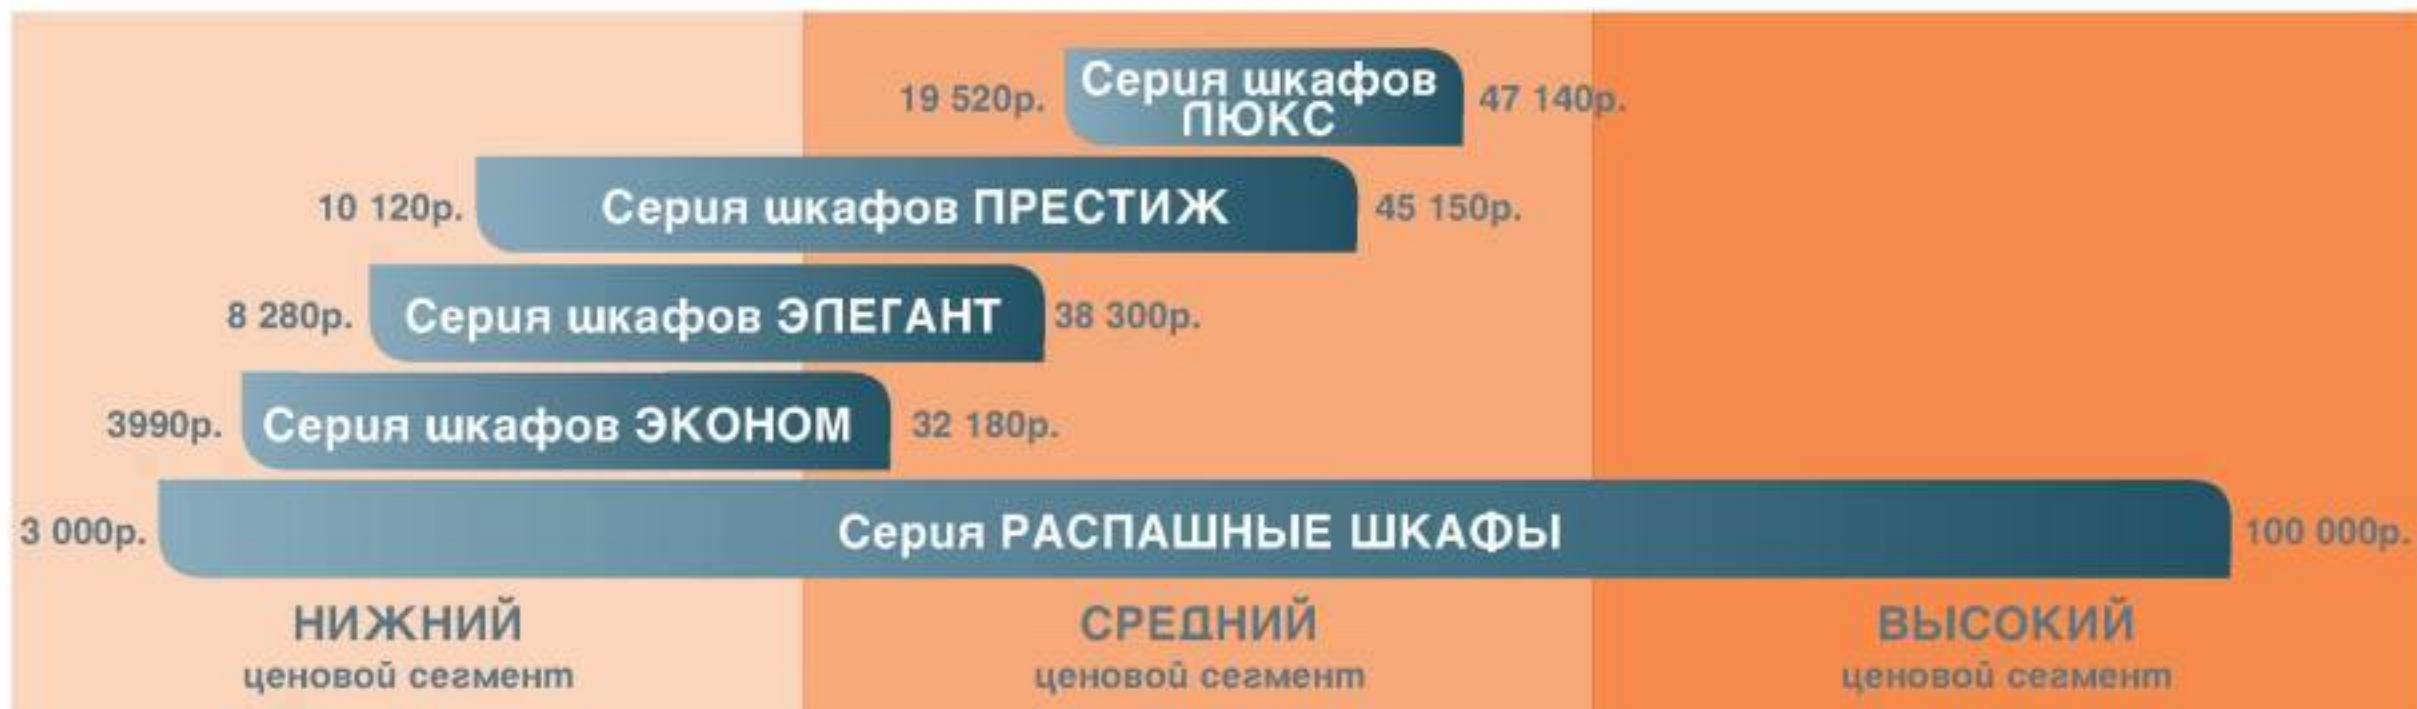 Серия шкафов
19 520р. ЛЮКС 47 140р.
10 120р. Серия шкафов ПРЕСТИЖ 45 150р.
8 280р. Серия шкафов ЭЛЕГАНТ 38 300р.
3990р. Серия шкафов ЭКОНОМ 32 180р.
3 000р. Серия РАСПАШНЫЕ ШКАФЫ 100 000р.
НИЖНИЙ СРЕДНИЙ ВЫСОКИЙ
ценовой сегмент ценовой сегмент ценовой сегмент